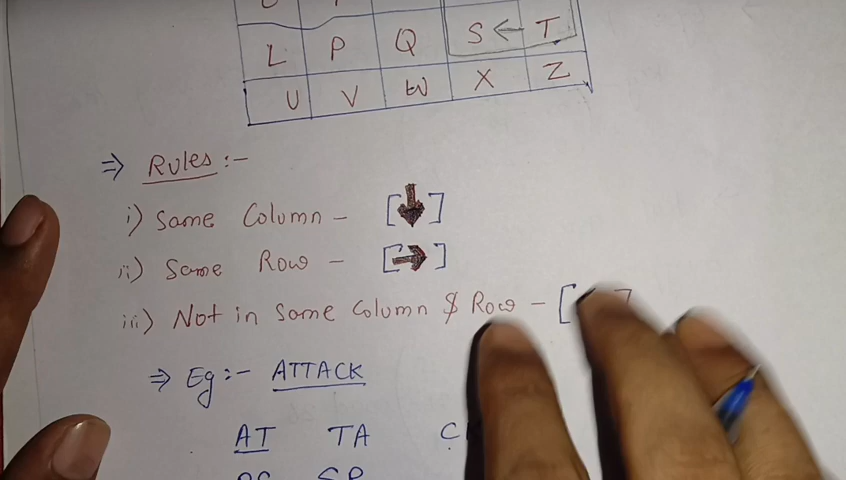 L P Q S ← T
U V W X Z
⇒ Rules :-
i) Same Column - [↓]
ii) Same Row - [→]
iii) Not in Same Column & Row - [ ]
⇒ Eg :- ATTACK
AT TA